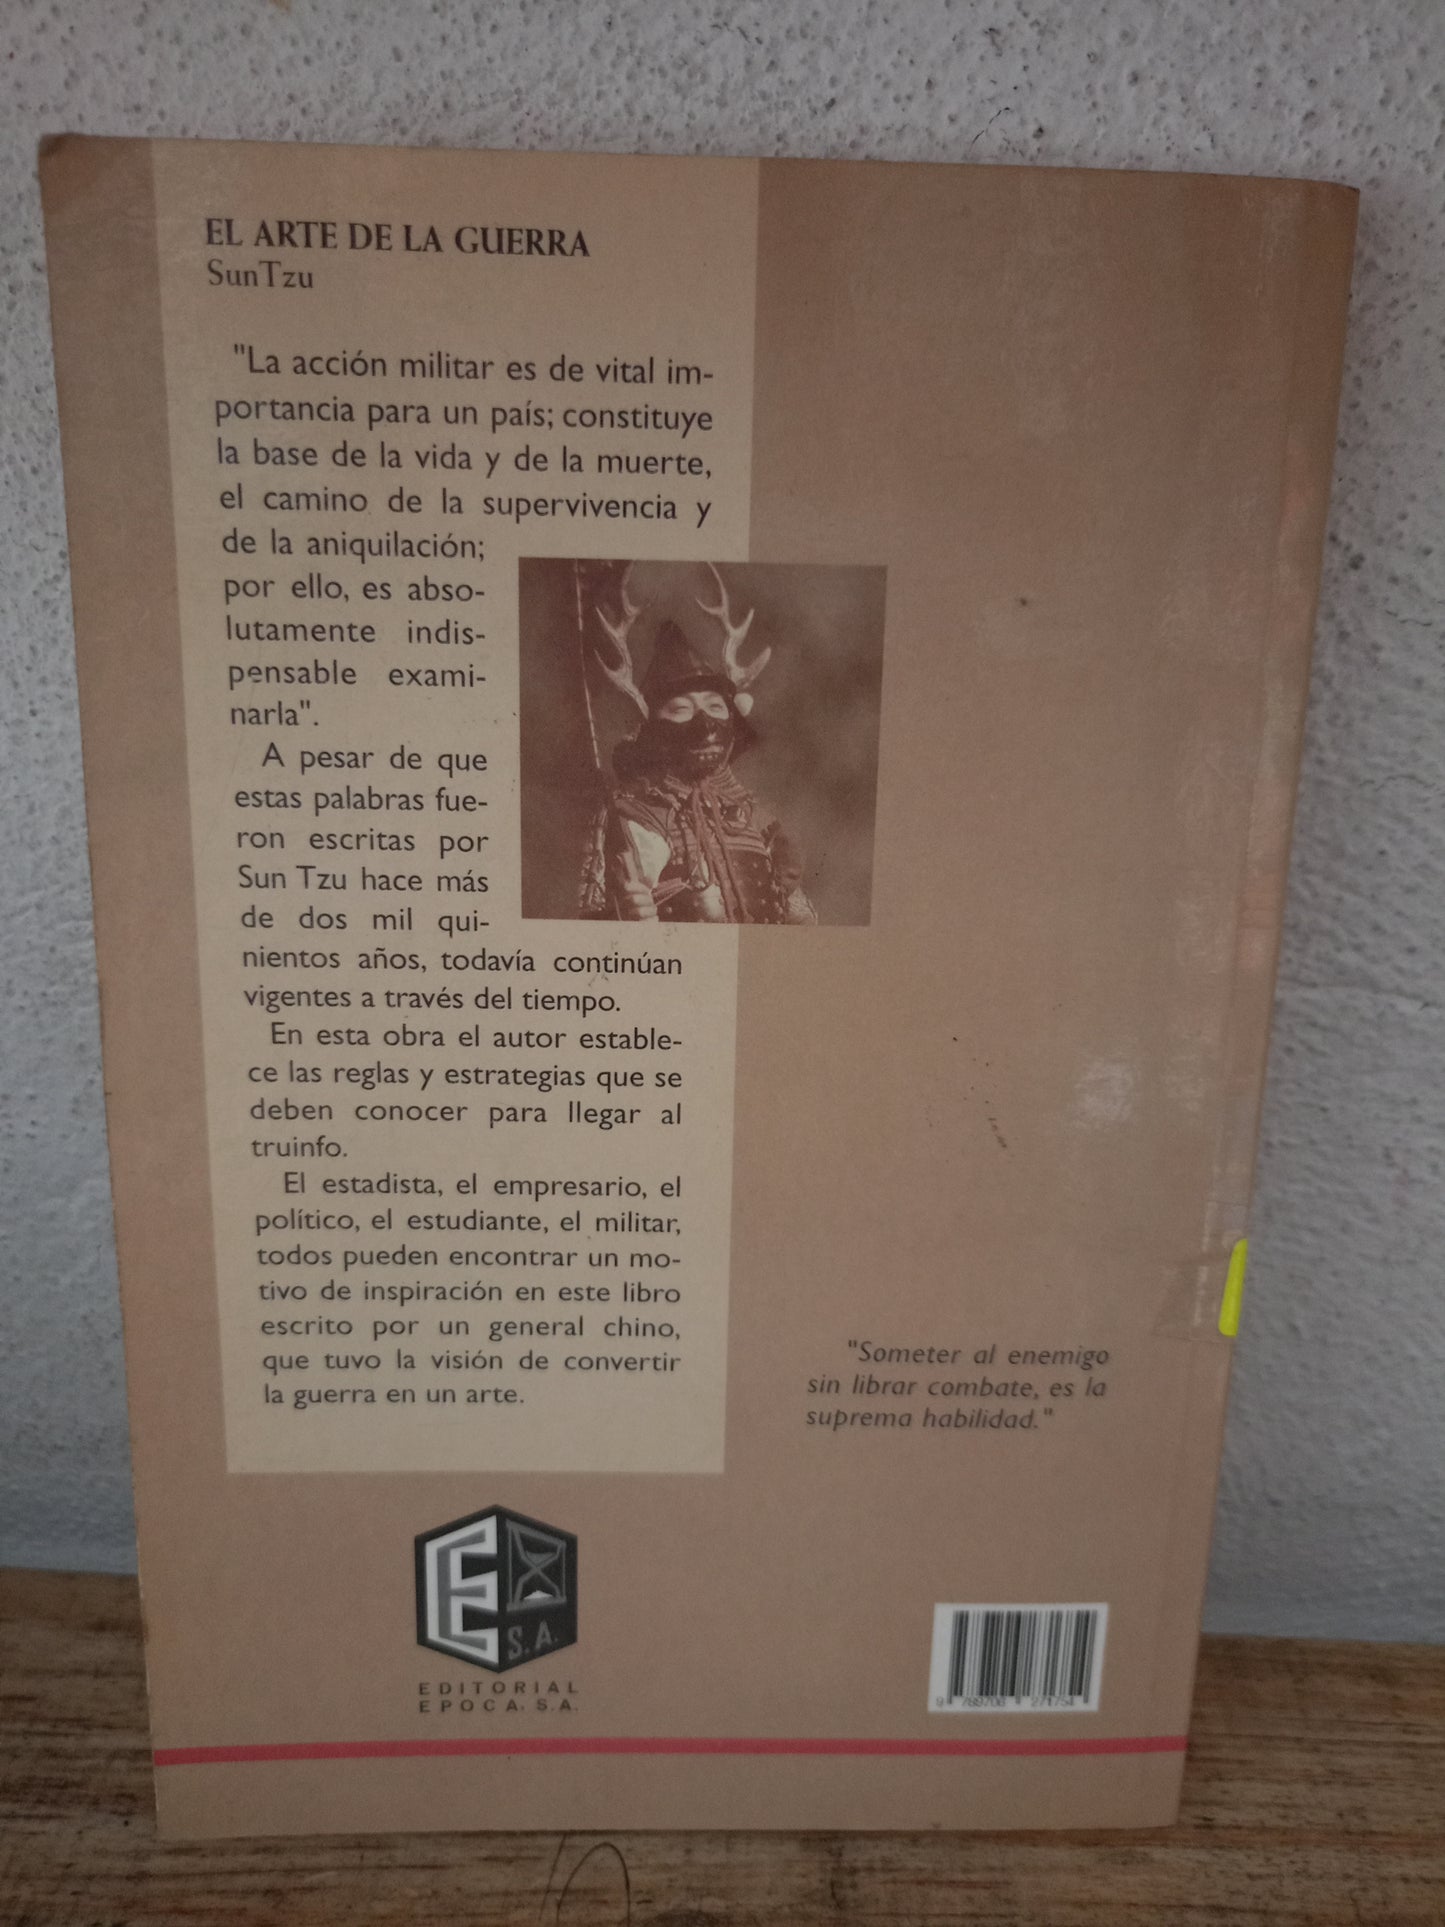 EL ARTE DE LA GUERRA
Sun Tzu
"La acción militar es de vital im-
portancia para un país; constituye
la base de la vida y de la muerte,
el camino de la supervivencia y
de la aniquilación;
por ello, es abso-
lutamente indis-
pensable exami-
narla".
A pesar de que
estas palabras fue-
ron escritas por
Sun Tzu hace más
de dos mil qui-
nientos años, todavía continúan
vigentes a través del tiempo.
En esta obra el autor estable-
ce las reglas y estrategias que se
deben conocer para llegar al
truinfo.
El estadista, el empresario, el
político, el estudiante, el militar,
todos pueden encontrar un mo-
tivo de inspiración en este libro
escrito por un general chino,
que tuvo la visión de convertir
la guerra en un arte.
"Someter al enemigo
sin librar combate, es la
suprema habilidad."
S.A.
EDITORIAL
EPOCA, S.A.
9 789706 271754